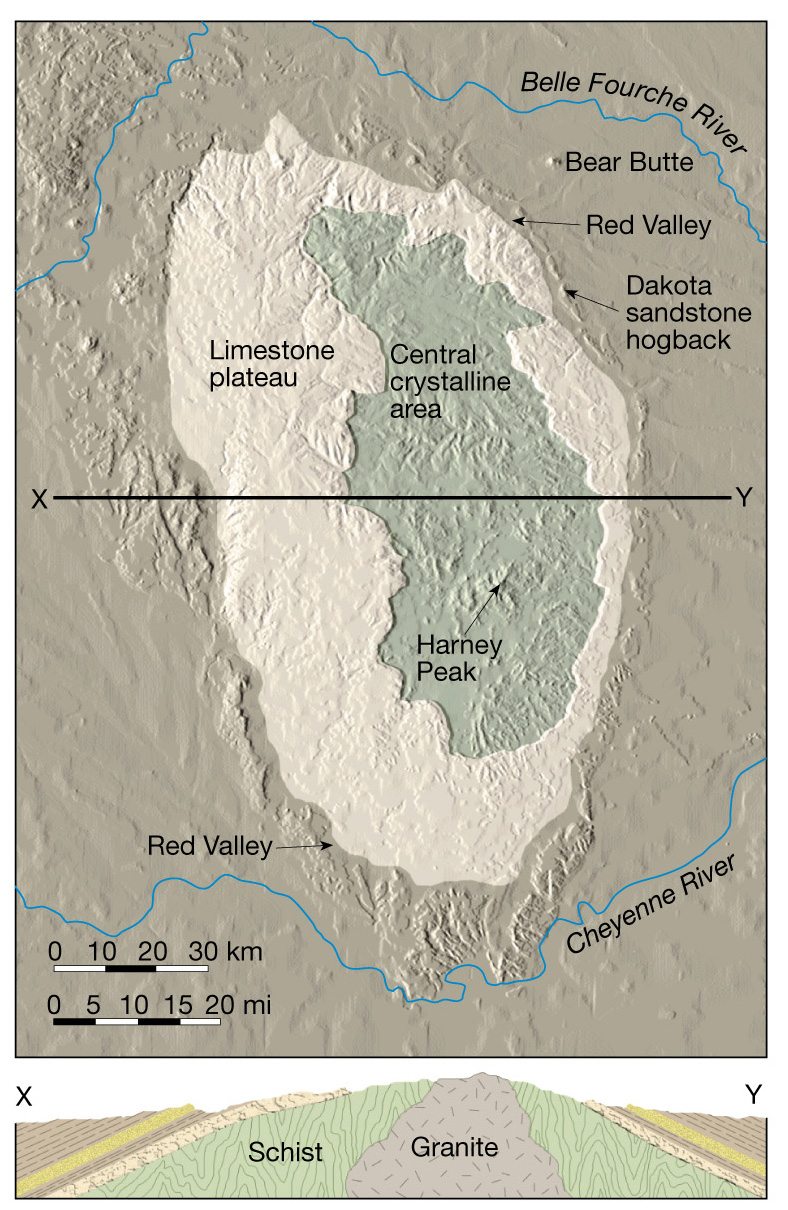 Belle Fourche River
Bear Butte
Red Valley
Dakota
sandstone
hogback
Limestone
plateau
Central
crystalline
area
X
Y
Harney
Peak
Red Valley
Cheyenne River
0 10 20 30 km
0 5 10 15 20 mi
X
Y
Schist
Granite